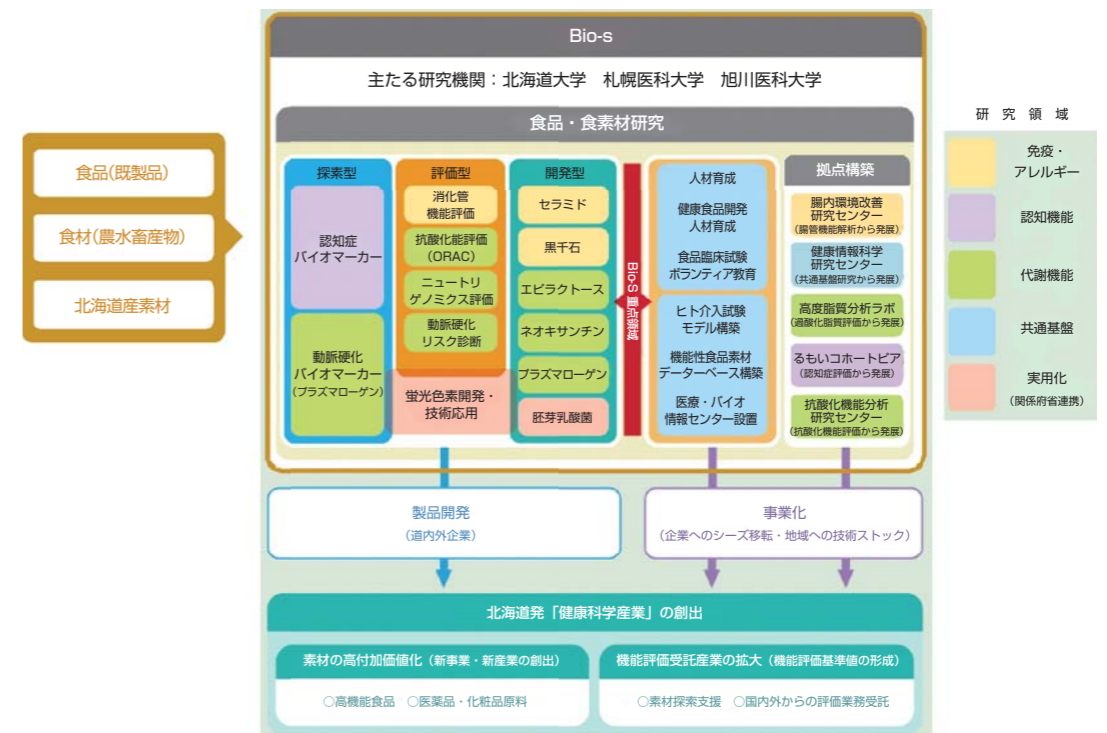 Bio-s
主たる研究機関：北海道大学　札幌医科大学　旭川医科大学
食品・食素材研究
食品(既製品)
食材(農水畜産物)
北海道産素材
探索型
認知症
バイオマーカー
動脈硬化
バイオマーカー
(プラズマローゲン)
評価型
消化管
機能評価
抗酸化能評価
(ORAC)
ニュートリ
ゲノミクス評価
動脈硬化
リスク診断
蛍光色素開発・
技術応用
開発型
セラミド
黒千石
エピラクトース
ネオキサンチン
プラズマローゲン
胚芽乳酸菌
Bio-S 重点領域
人材育成
健康食品開発
人材育成
食品臨床試験
ボランティア教育
ヒト介入試験
モデル構築
機能性食品素材
データーベース構築
医療・バイオ
情報センター設置
拠点構築
腸内環境改善
研究センター
(腸管機能解析から発展)
健康情報科学
研究センター
(共通基盤研究から発展)
高度脂質分析ラボ
(過酸化脂質評価から発展)
るもいコホートピア
(認知症評価から発展)
抗酸化機能分析
研究センター
(抗酸化機能評価から発展)
研究領域
免疫・
アレルギー
認知機能
代謝機能
共通基盤
実用化
(関係府省連携)
製品開発
(道内外企業)
事業化
(企業へのシーズ移転・地域への技術ストック)
北海道発「健康科学産業」の創出
素材の高付加価値化（新事業・新産業の創出）
○高機能食品　○医薬品・化粧品原料
機能評価受託産業の拡大（機能評価基準値の形成）
○素材探索支援　○国内外からの評価業務受託